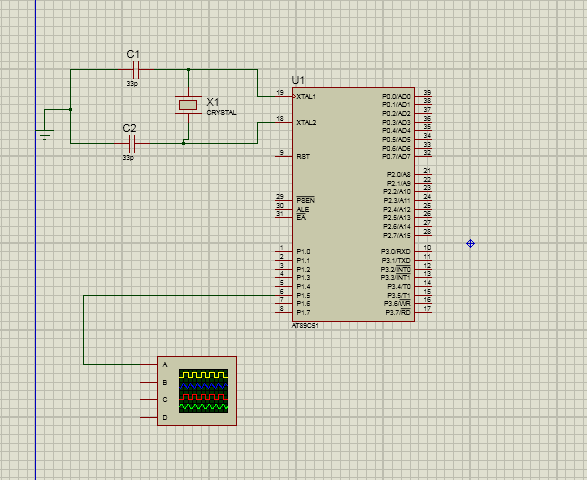 C1
33p
X1
CRYSTAL
C2
33p
U1
19 XTAL1 P0.0/AD0 39
P0.1/AD1 38
P0.2/AD2 37
18 XTAL2 P0.3/AD3 36
P0.4/AD4 35
P0.5/AD5 34
P0.6/AD6 33
9 RST P0.7/AD7 32
P2.0/A8 21
P2.1/A9 22
P2.2/A10 23
29 PSEN P2.3/A11 24
30 ALE P2.4/A12 25
31 EA P2.5/A13 26
P2.6/A14 27
P2.7/A15 28
1 P1.0 P3.0/RXD 10
2 P1.1 P3.1/TXD 11
3 P1.2 P3.2/INT0 12
4 P1.3 P3.3/INT1 13
5 P1.4 P3.4/T0 14
6 P1.5 P3.5/T1 15
7 P1.6 P3.6/WR 16
8 P1.7 P3.7/RD 17
AT89C51
A
B
C
D